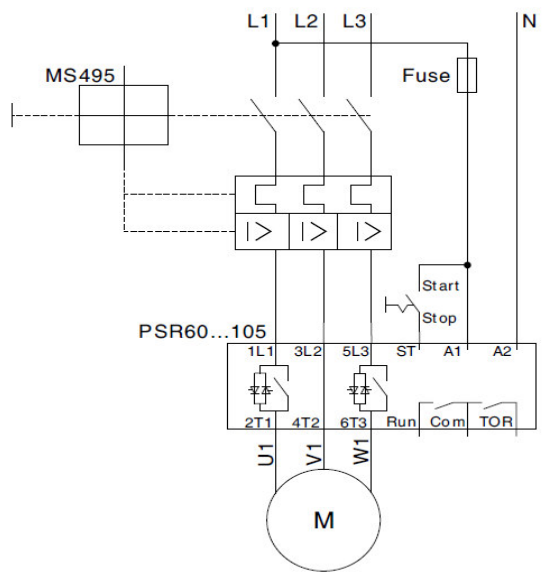 L1 L2 L3 N
MS495 Fuse
I> I> I>
Start
Stop
PSR60...105
1L1 3L2 5L3 ST A1 A2
2T1 4T2 6T3 Run Com TOR
U1 V1 W1
M